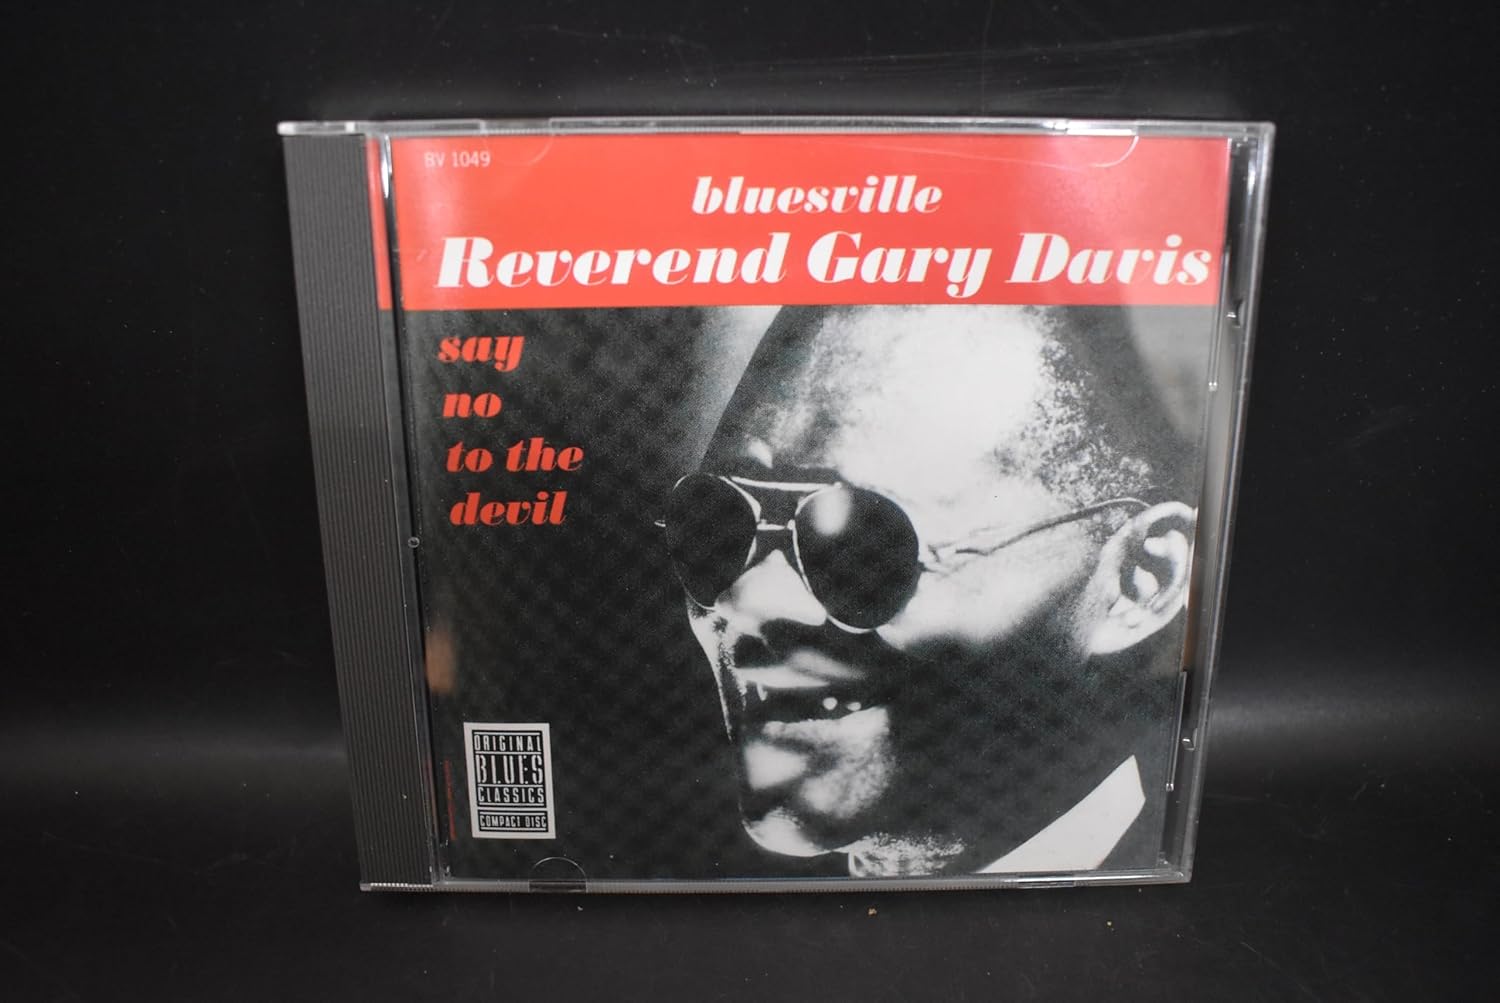 BV 1049
bluesville
Reverend Gary Davis
say
no
to the
devil
ORIGINAL
BLUES
CLASSICS
COMPACT DISC